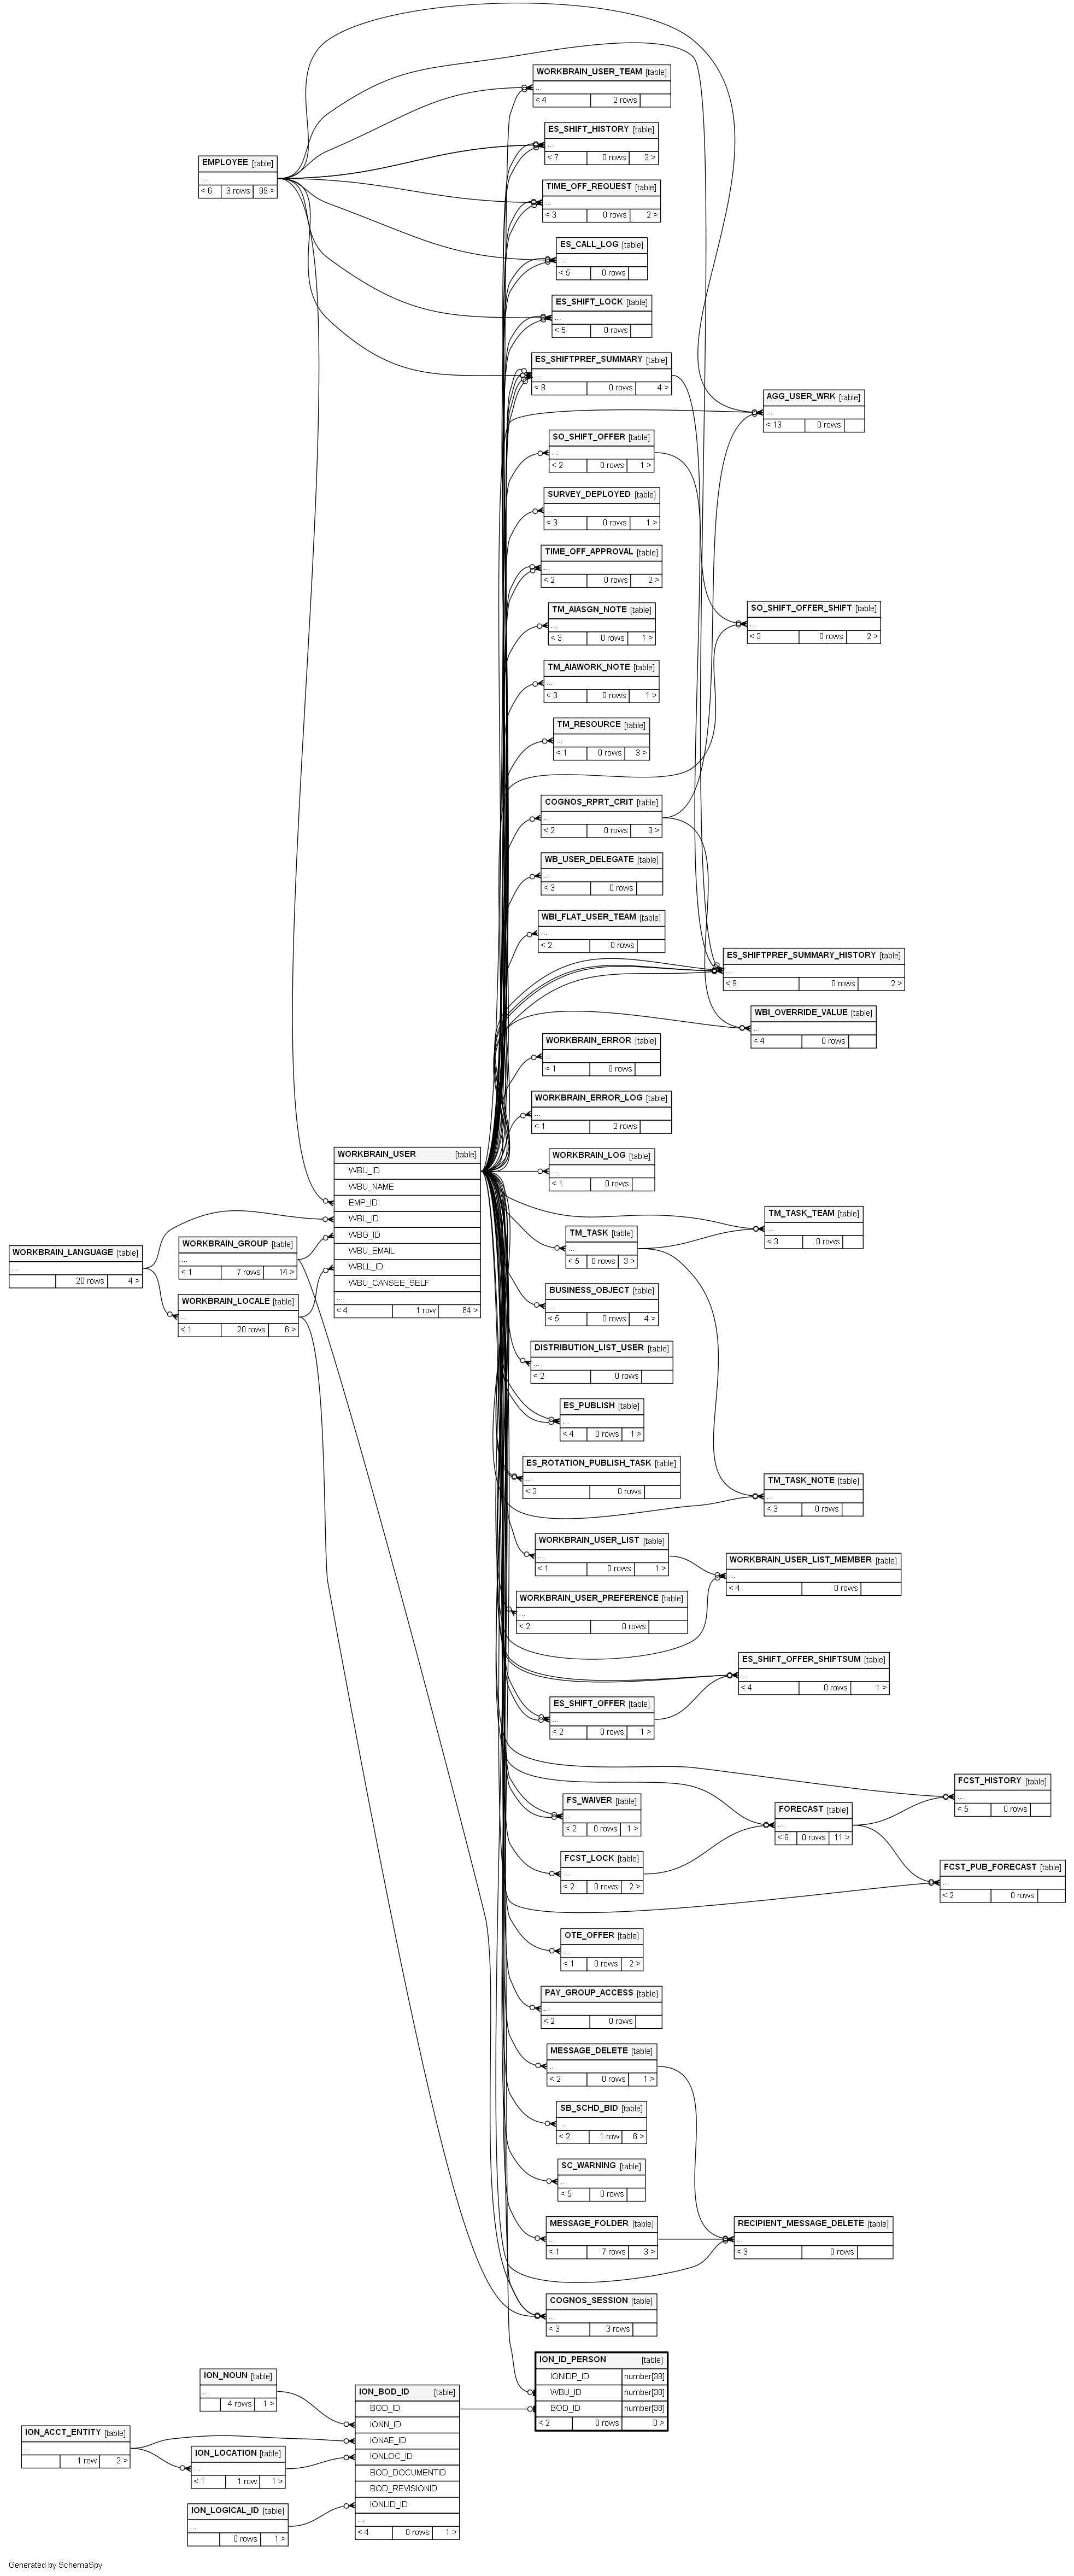 WORKBRAIN_USER_TEAM [table]
...
< 4 2 rows
ES_SHIFT_HISTORY [table]
...
< 7 0 rows 3 >
EMPLOYEE [table]
...
< 6 3 rows 99 >
TIME_OFF_REQUEST [table]
...
< 3 0 rows 2 >
ES_CALL_LOG [table]
...
< 5 0 rows
ES_SHIFT_LOCK [table]
...
< 5 0 rows
ES_SHIFTPREF_SUMMARY [table]
...
< 8 0 rows 4 >
AGG_USER_WRK [table]
...
< 13 0 rows
SO_SHIFT_OFFER [table]
...
< 2 0 rows 1 >
SURVEY_DEPLOYED [table]
...
< 3 0 rows 1 >
TIME_OFF_APPROVAL [table]
...
< 2 0 rows 2 >
TM_AIASGN_NOTE [table]
...
< 3 0 rows 1 >
SO_SHIFT_OFFER_SHIFT [table]
...
< 3 0 rows 2 >
TM_AIAWORK_NOTE [table]
...
< 3 0 rows 1 >
TM_RESOURCE [table]
...
< 1 0 rows 3 >
COGNOS_RPRT_CRIT [table]
...
< 2 0 rows 3 >
WB_USER_DELEGATE [table]
...
< 3 0 rows
WBI_FLAT_USER_TEAM [table]
...
< 2 0 rows
ES_SHIFTPREF_SUMMARY_HISTORY [table]
...
< 9 0 rows 2 >
WBI_OVERRIDE_VALUE [table]
...
< 4 0 rows
WORKBRAIN_ERROR [table]
...
< 1 0 rows
WORKBRAIN_ERROR_LOG [table]
...
< 1 2 rows
WORKBRAIN_LOG [table]
...
< 1 0 rows
WORKBRAIN_USER [table]
WBU_ID
WBU_NAME
EMP_ID
WBL_ID
WBG_ID
WBU_EMAIL
WBLL_ID
WBU_CANSEE_SELF
...
< 4 1 row 64 >
TM_TASK_TEAM [table]
...
< 3 0 rows
TM_TASK [table]
...
< 5 0 rows 3 >
WORKBRAIN_GROUP [table]
...
< 1 7 rows 14 >
WORKBRAIN_LANGUAGE [table]
...
20 rows 4 >
WORKBRAIN_LOCALE [table]
...
< 1 20 rows 6 >
BUSINESS_OBJECT [table]
...
< 5 0 rows 4 >
DISTRIBUTION_LIST_USER [table]
...
< 2 0 rows
ES_PUBLISH [table]
...
< 4 0 rows 1 >
ES_ROTATION_PUBLISH_TASK [table]
...
< 3 0 rows
TM_TASK_NOTE [table]
...
< 3 0 rows
WORKBRAIN_USER_LIST [table]
...
< 1 0 rows 1 >
WORKBRAIN_USER_LIST_MEMBER [table]
...
< 4 0 rows
WORKBRAIN_USER_PREFERENCE [table]
...
< 2 0 rows
ES_SHIFT_OFFER_SHIFTSUM [table]
...
< 4 0 rows 1 >
ES_SHIFT_OFFER [table]
...
< 2 0 rows 1 >
FCST_HISTORY [table]
...
< 5 0 rows
FS_WAIVER [table]
...
< 2 0 rows 1 >
FORECAST [table]
...
< 8 0 rows 11 >
FCST_LOCK [table]
...
< 2 0 rows 2 >
FCST_PUB_FORECAST [table]
...
< 2 0 rows
OTE_OFFER [table]
...
< 1 0 rows 2 >
PAY_GROUP_ACCESS [table]
...
< 2 0 rows
MESSAGE_DELETE [table]
...
< 2 0 rows 1 >
SB_SCHD_BID [table]
...
< 2 1 row 6 >
SC_WARNING [table]
...
< 5 0 rows
MESSAGE_FOLDER [table]
...
< 1 7 rows 3 >
RECIPIENT_MESSAGE_DELETE [table]
...
< 3 0 rows
COGNOS_SESSION [table]
...
< 3 3 rows
ION_ID_PERSON [table]
IONIDP_ID number[38]
WBU_ID number[38]
BOD_ID number[38]
< 2 0 rows 0 >
ION_NOUN [table]
...
4 rows 1 >
ION_BOD_ID [table]
BOD_ID
IONN_ID
IONAE_ID
IONLOC_ID
BOD_DOCUMENTID
BOD_REVISIONID
IONLID_ID
...
< 4 0 rows 1 >
ION_ACCT_ENTITY [table]
...
1 row 2 >
ION_LOCATION [table]
...
< 1 1 row 1 >
ION_LOGICAL_ID [table]
...
0 rows 1 >
Generated by SchemaSpy